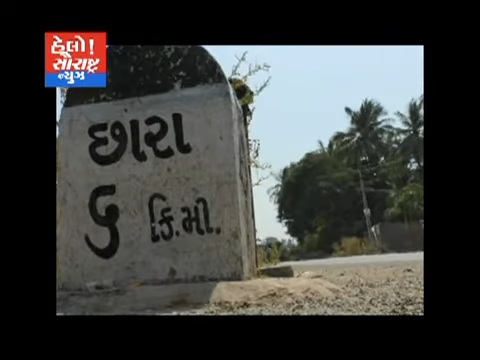 હેલ્લો!
સૌરાષ્ટ્ર
ન્યુઝ
છારા
૬ કિ.મી.